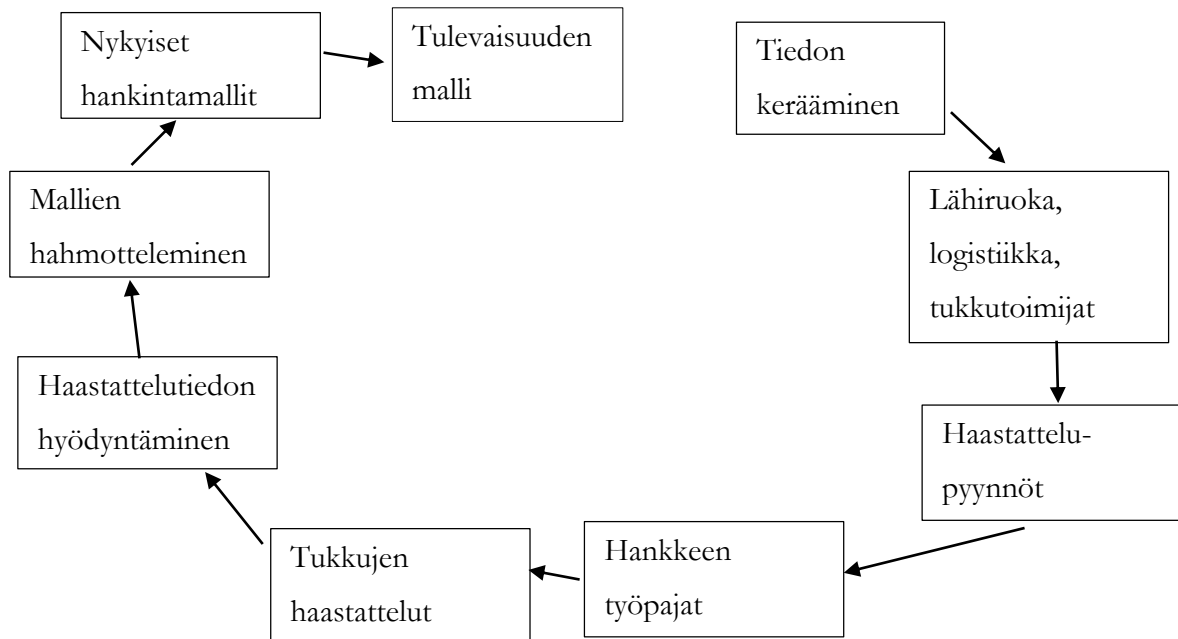 Nykyiset
hankintamallit
Tulevaisuuden
malli
Tiedon
kerääminen
Mallien
hahmotteleminen
Lähiruoka,
logistiikka,
tukkutoimijat
Haastattelutiedon
hyödyntäminen
Haastattelu-
pyynnöt
Tukkujen
haastattelut
Hankkeen
työpajat